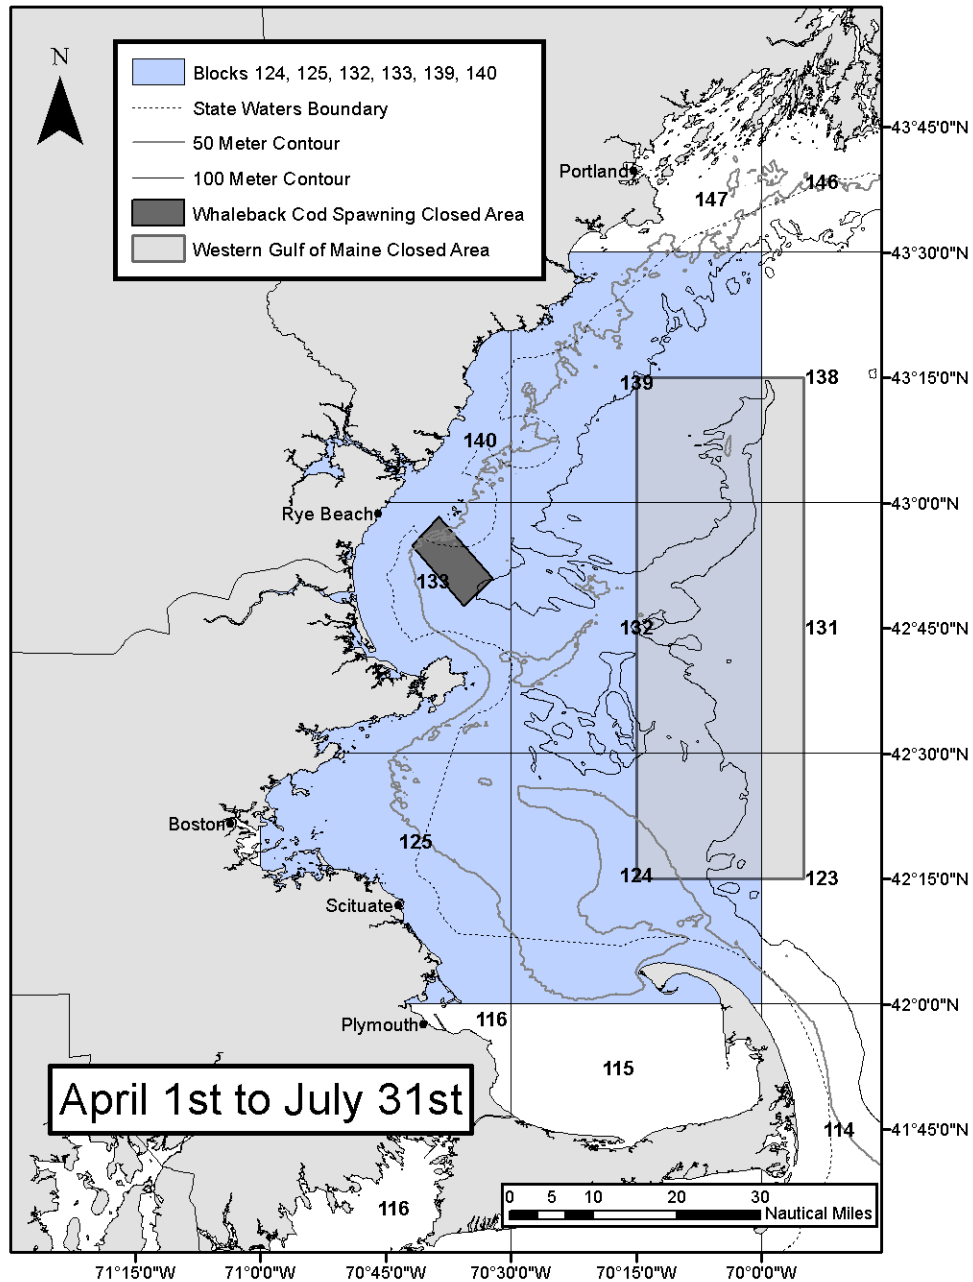 N
Blocks 124, 125, 132, 133, 139, 140
State Waters Boundary
50 Meter Contour
100 Meter Contour
Whaleback Cod Spawning Closed Area
Western Gulf of Maine Closed Area
43°45'0"N
Portland
146
147
43°30'0"N
139
138
43°15'0"N
140
43°0'0"N
Rye Beach
133
132
131
42°45'0"N
42°30'0"N
Boston
125
124
123
42°15'0"N
Scituate
42°0'0"N
Plymouth
116
115
April 1st to July 31st
114
41°45'0"N
116
0 5 10 20 30
Nautical Miles
71°15'0"W 71°0'0"W 70°45'0"W 70°30'0"W 70°15'0"W 70°0'0"W